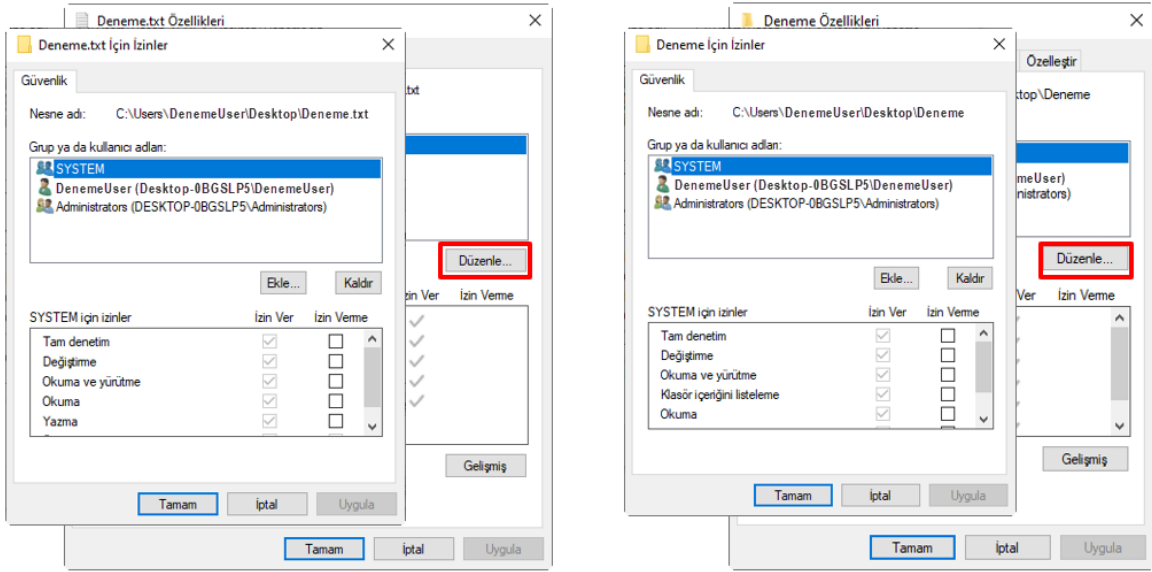 Deneme.txt Özellikleri
Deneme.txt İçin İzinler
Güvenlik
.txt
Nesne adı: C:\Users\DenemeUser\Desktop\Deneme.txt
Grup ya da kullanıcı adları:
SYSTEM
DenemeUser (Desktop-0BGSLP5\DenemeUser)
Administrators (DESKTOP-0BGSLP5\Administrators)
Düzenle...
Ekle... Kaldır
İzin Ver İzin Verme
SYSTEM için izinler İzin Ver İzin Verme
Tam denetim
Değiştirme
Okuma ve yürütme
Okuma
Yazma
Gelişmiş
Tamam İptal Uygula
Tamam İptal Uygula
Deneme Özellikleri
Deneme İçin İzinler
Özelleştir
Güvenlik
ktop\Deneme
Nesne adı: C:\Users\DenemeUser\Desktop\Deneme
Grup ya da kullanıcı adları:
SYSTEM
DenemeUser (Desktop-0BGSLP5\DenemeUser)
meUser)
Administrators (DESKTOP-0BGSLP5\Administrators)
nistrators)
Düzenle...
Ekle... Kaldır
Ver İzin Verme
SYSTEM için izinler İzin Ver İzin Verme
Tam denetim
Değiştirme
Okuma ve yürütme
Klasör içeriğini listeleme
Okuma
Gelişmiş
Tamam İptal Uygula
Tamam İptal Uygula